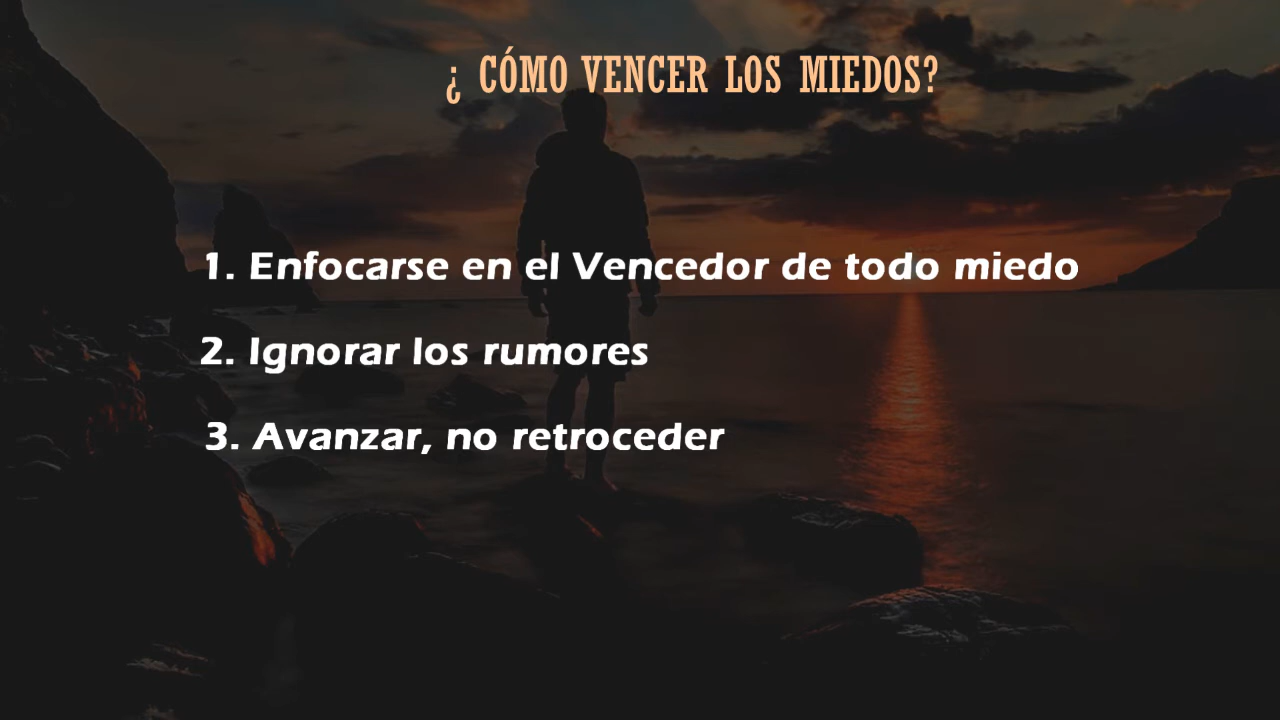 ¿ CÓMO VENCER LOS MIEDOS?
1. Enfocarse en el Vencedor de todo miedo
2. Ignorar los rumores
3. Avanzar, no retroceder